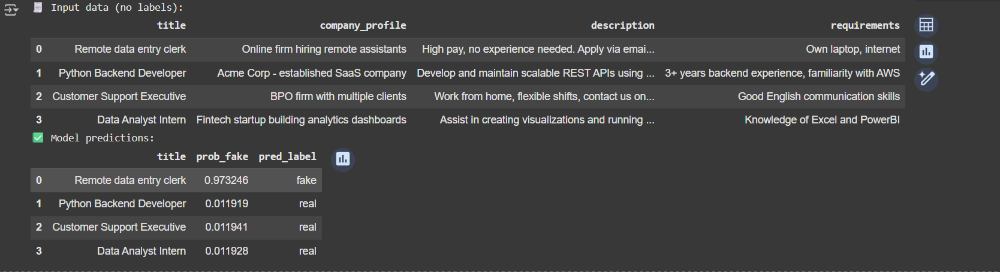 Input data (no labels):
title company_profile description requirements
0 Remote data entry clerk Online firm hiring remote assistants High pay, no experience needed. Apply via emai... Own laptop, internet
1 Python Backend Developer Acme Corp - established SaaS company Develop and maintain scalable REST APIs using ... 3+ years backend experience, familiarity with AWS
2 Customer Support Executive BPO firm with multiple clients Work from home, flexible shifts, contact us on... Good English communication skills
3 Data Analyst Intern Fintech startup building analytics dashboards Assist in creating visualizations and running ... Knowledge of Excel and PowerBI
Model predictions:
title prob_fake pred_label
0 Remote data entry clerk 0.973246 fake
1 Python Backend Developer 0.011919 real
2 Customer Support Executive 0.011941 real
3 Data Analyst Intern 0.011928 real